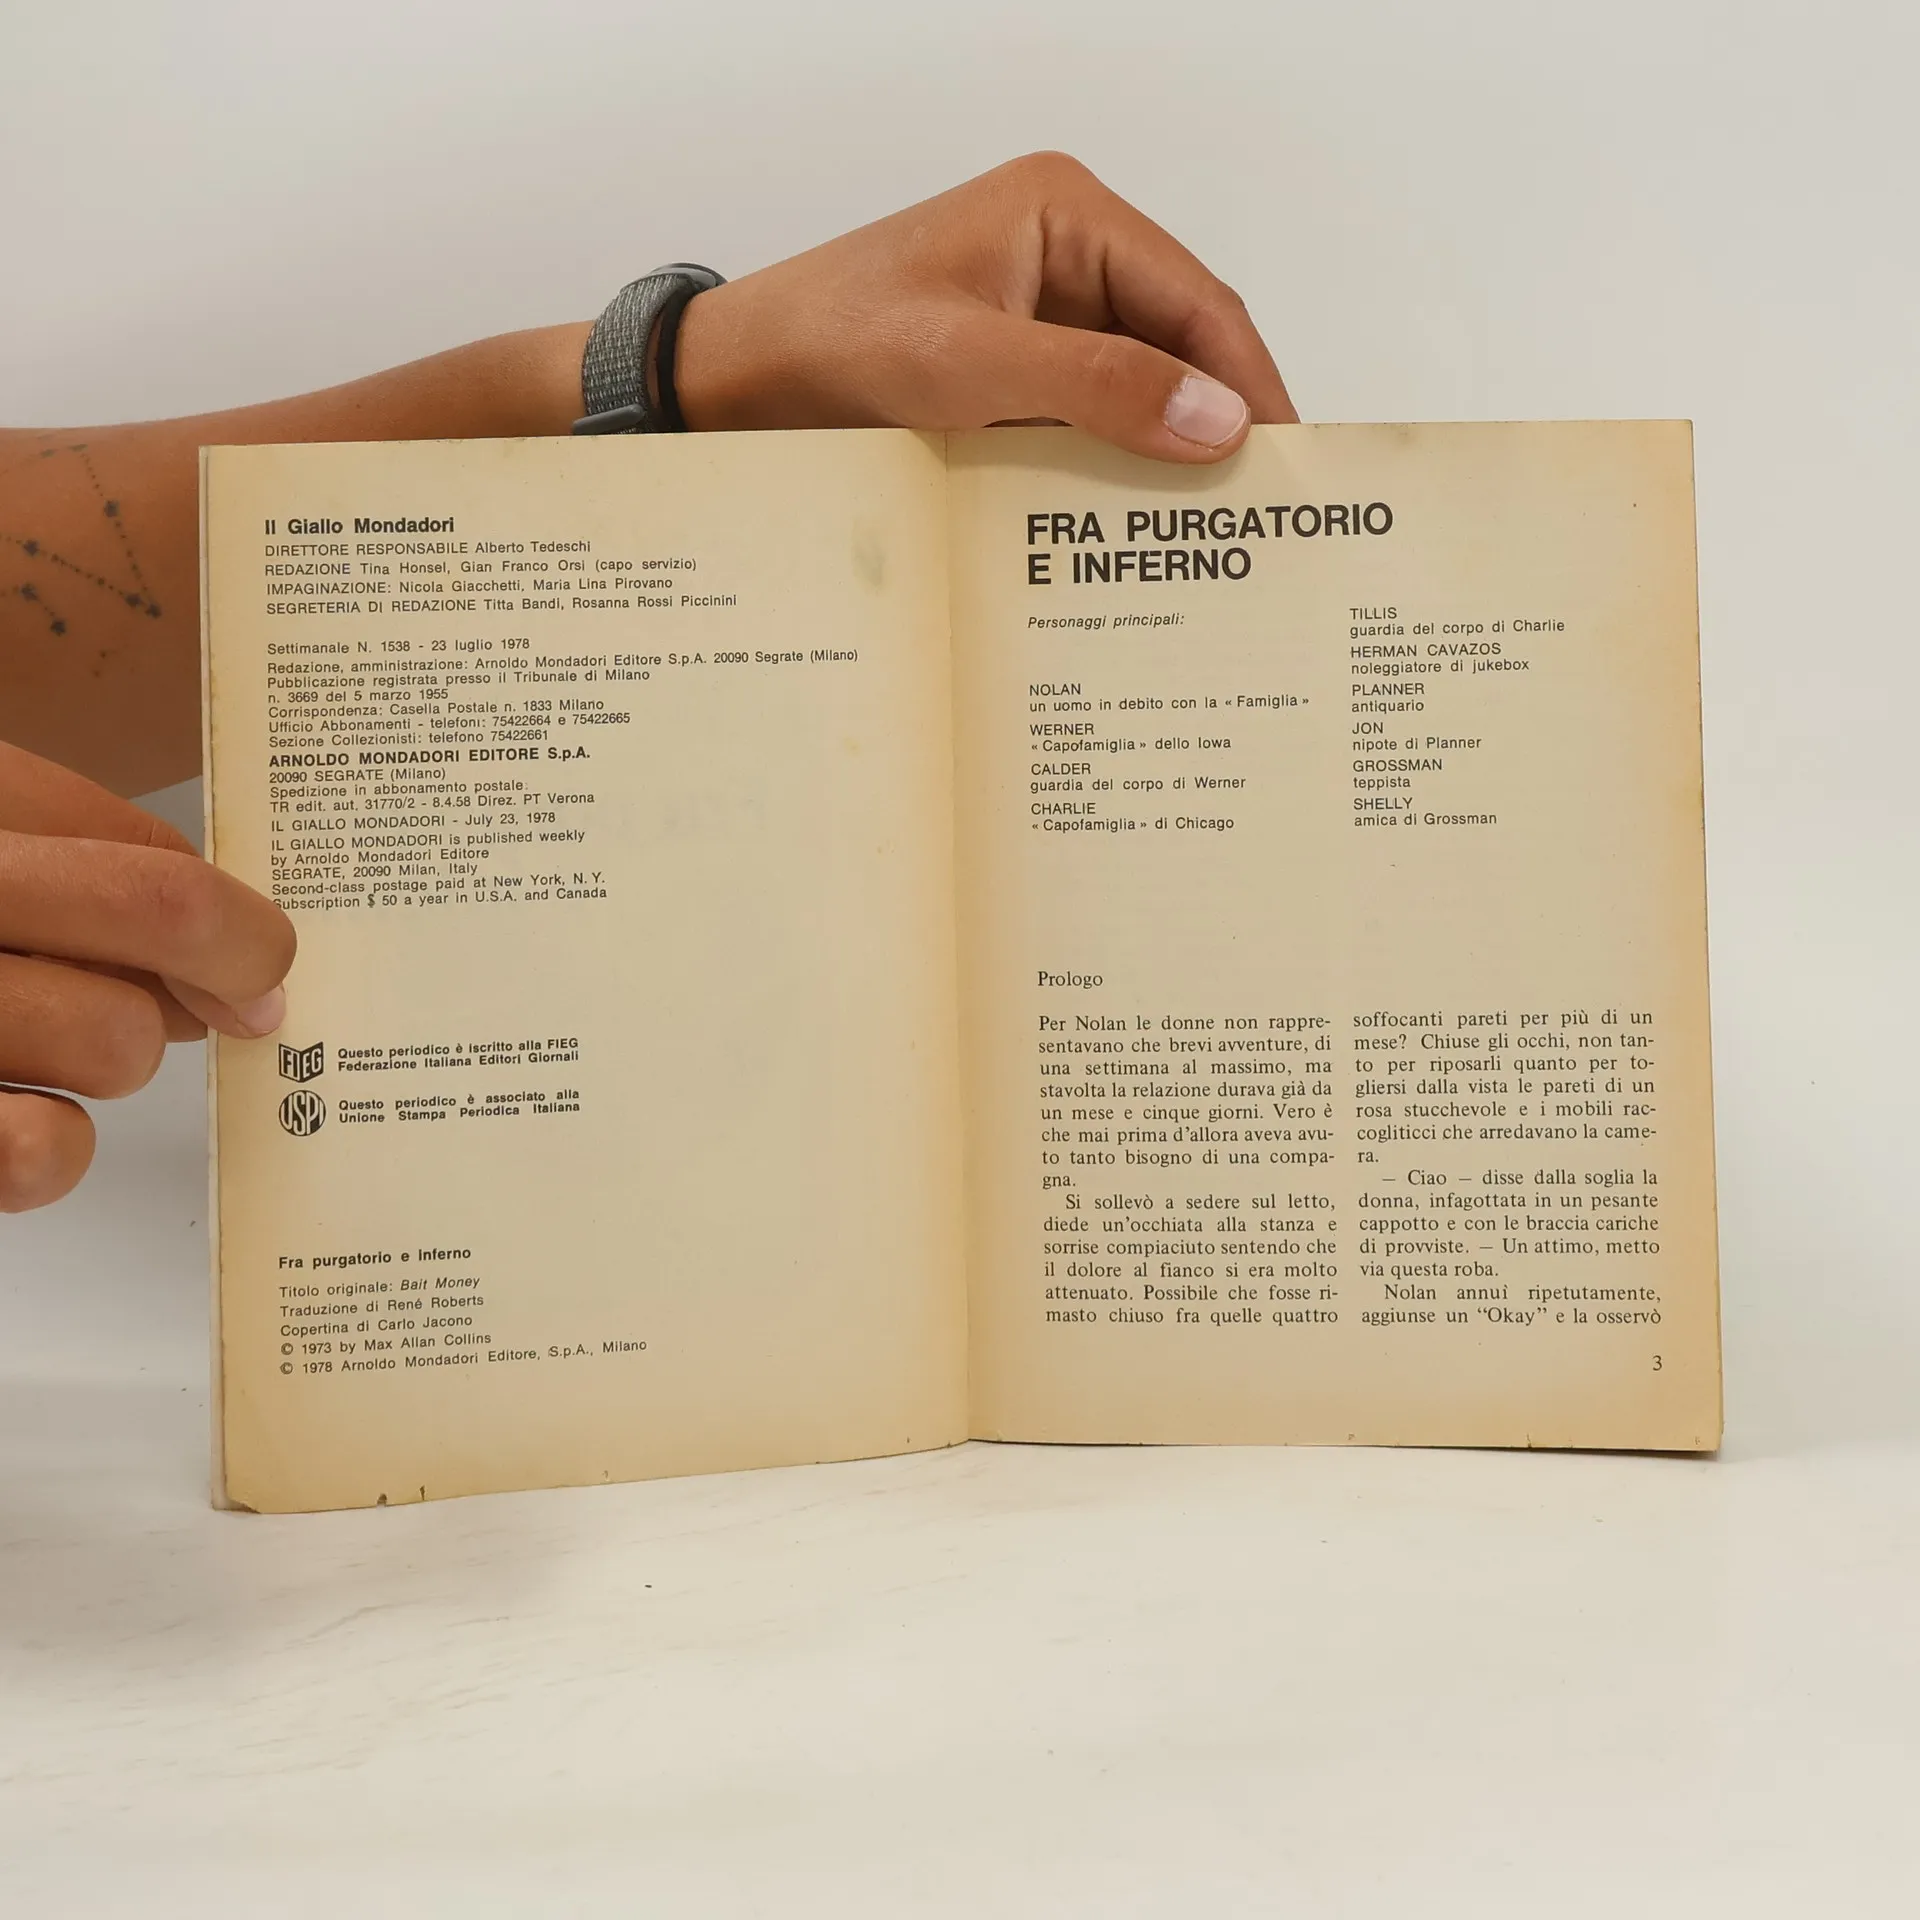 Il Giallo Mondadori
DIRETTORE RESPONSABILE Alberto Tedeschi
REDAZIONE Tina Honsel, Gian Franco Orsi (capo servizio)
IMPAGINAZIONE: Nicola Giacchetti, Maria Lina Pirovano
SEGRETERIA DI REDAZIONE Titta Bandi, Rosanna Rossi Piccinini
Settimanale N. 1538 - 23 luglio 1978
Redazione, amministrazione: Arnoldo Mondadori Editore S.p.A. 20090 Segrate (Milano)
Pubblicazione registrata presso il Tribunale di Milano
n. 3669 del 5 marzo 1955
Corrispondenza: Casella Postale n. 1833 Milano
Ufficio Abbonamenti - telefoni: 75422664 e 75422665
Sezione Collezionisti: telefono 75422661
ARNOLDO MONDADORI EDITORE S.p.A.
20090 SEGRATE (Milano)
Spedizione in abbonamento postale:
TR edit. aut. 31770/2 - 8.4.58 Direz. PT Verona
IL GIALLO MONDADORI - July 23, 1978
IL GIALLO MONDADORI is published weekly
by Arnoldo Mondadori Editore
SEGRATE, 20090 Milan, Italy
Second-class postage paid at New York, N.Y.
Subscription $ 50 a year in U.S.A. and Canada
FIEG
Questo periodico è iscritto alla FIEG
Federazione Italiana Editori Giornali
USPI
Questo periodico è associato alla
Unione Stampa Periodica Italiana
Fra purgatorio e Inferno
Titolo originale: Bait Money
Traduzione di René Roberts
Copertina di Carlo Jacono
© 1973 by Max Allan Collins
© 1978 Arnoldo Mondadori Editore, S.p.A., Milano
FRA PURGATORIO
E INFERNO
Personaggi principali:
NOLAN
un uomo in debito con la « Famiglia »
WERNER
« Capofamiglia » dello Iowa
CALDER
guardia del corpo di Werner
CHARLIE
« Capofamiglia » di Chicago
TILLIS
guardia del corpo di Charlie
HERMAN CAVAZOS
noleggiatore di jukebox
PLANNER
antiquario
JON
nipote di Planner
GROSSMAN
teppista
SHELLY
amica di Grossman
Prologo
Per Nolan le donne non rappre-
sentavano che brevi avventure, di
una settimana al massimo, ma
stavolta la relazione durava già da
un mese e cinque giorni. Vero è
che mai prima d'allora aveva avu-
to tanto bisogno di una compa-
gna.
Si sollevò a sedere sul letto,
diede un'occhiata alla stanza e
sorrise compiaciuto sentendo che
il dolore al fianco si era molto
attenuato. Possibile che fosse ri-
masto chiuso fra quelle quattro
soffocanti pareti per più di un
mese? Chiuse gli occhi, non tan-
to per riposarli quanto per to-
gliersi dalla vista le pareti di un
rosa stucchevole e i mobili rac-
cogliticci che arredavano la came-
ra.
— Ciao — disse dalla soglia la
donna, infagottata in un pesante
cappotto e con le braccia cariche
di provviste. — Un attimo, metto
via questa roba.
Nolan annuì ripetutamente,
aggiunse un “Okay” e la osservò
3